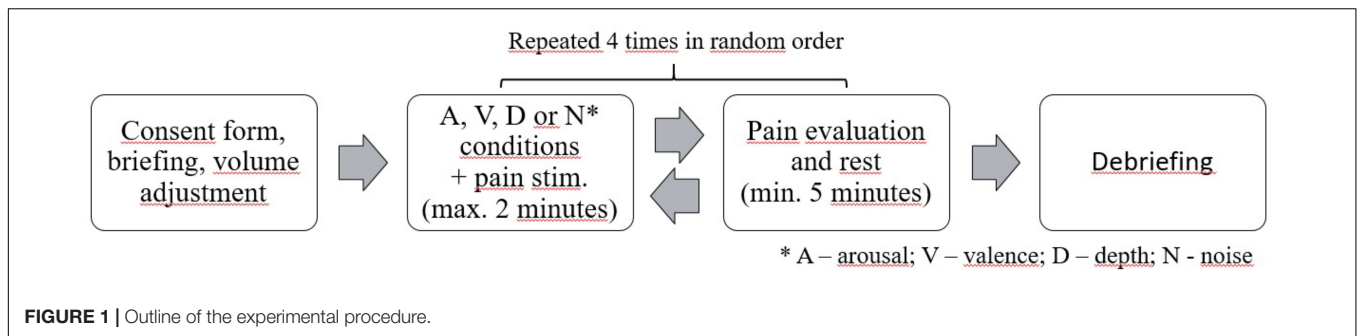 Repeated 4 times in random order
Consent form,
briefing, volume
adjustment
A, V, D or N*
conditions
+ pain stim.
(max. 2 minutes)
Pain evaluation
and rest
(min. 5 minutes)
Debriefing
* A – arousal; V – valence; D – depth; N - noise
FIGURE 1 | Outline of the experimental procedure.